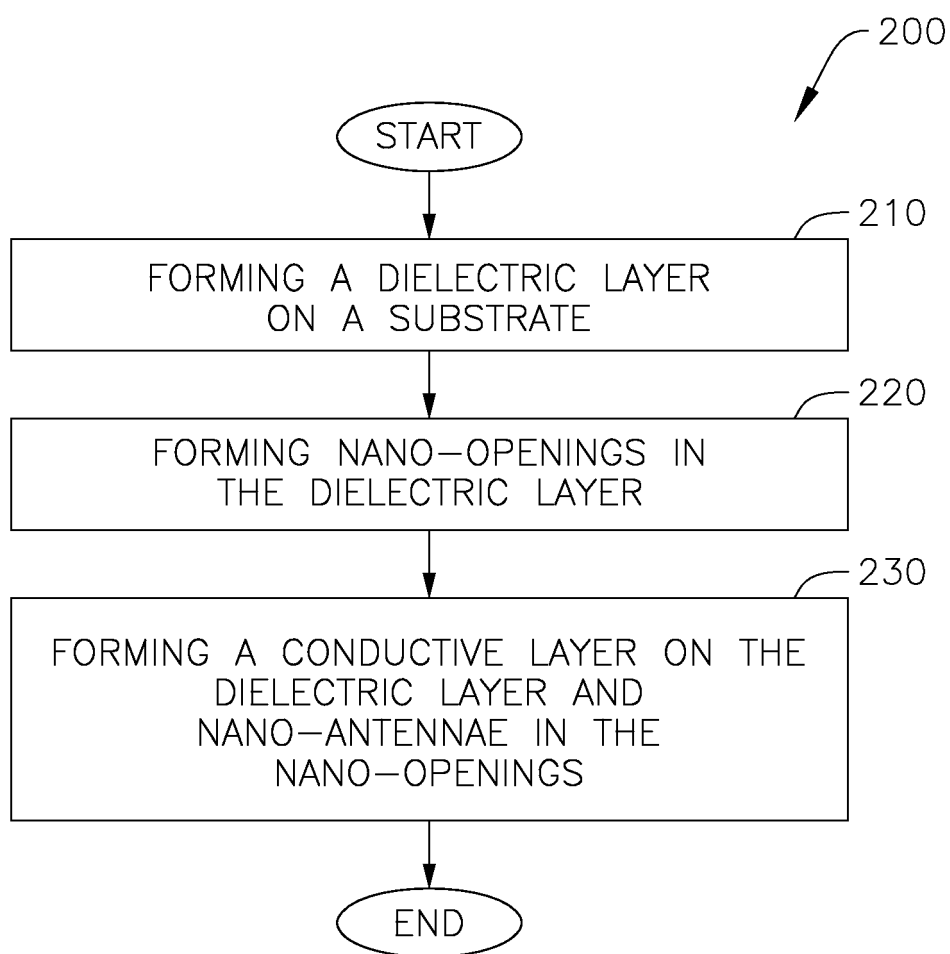 200
START
210
FORMING A DIELECTRIC LAYER
ON A SUBSTRATE
220
FORMING NANO-OPENINGS IN
THE DIELECTRIC LAYER
230
FORMING A CONDUCTIVE LAYER ON THE
DIELECTRIC LAYER AND
NANO-ANTENNAE IN THE
NANO-OPENINGS
END